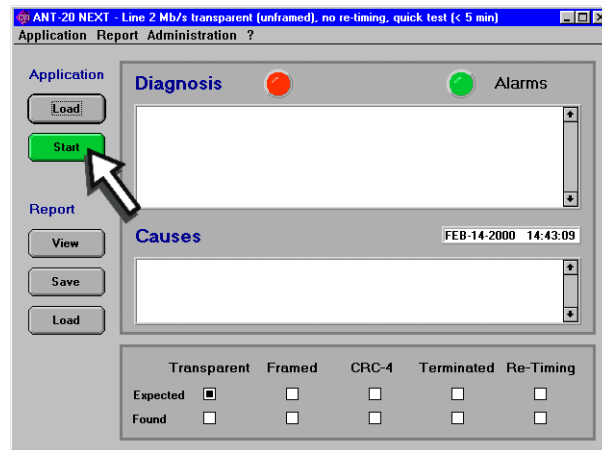 ANT-20 NEXT - Line 2 Mb/s transparent (unframed), no re-timing, quick test (< 5 min)
Application Report Administration ?
Application
Diagnosis
Alarms
Load
Start
Report
Causes
FEB-14-2000 14:43:09
View
Save
Load
Transparent Framed CRC-4 Terminated Re-Timing
Expected
Found